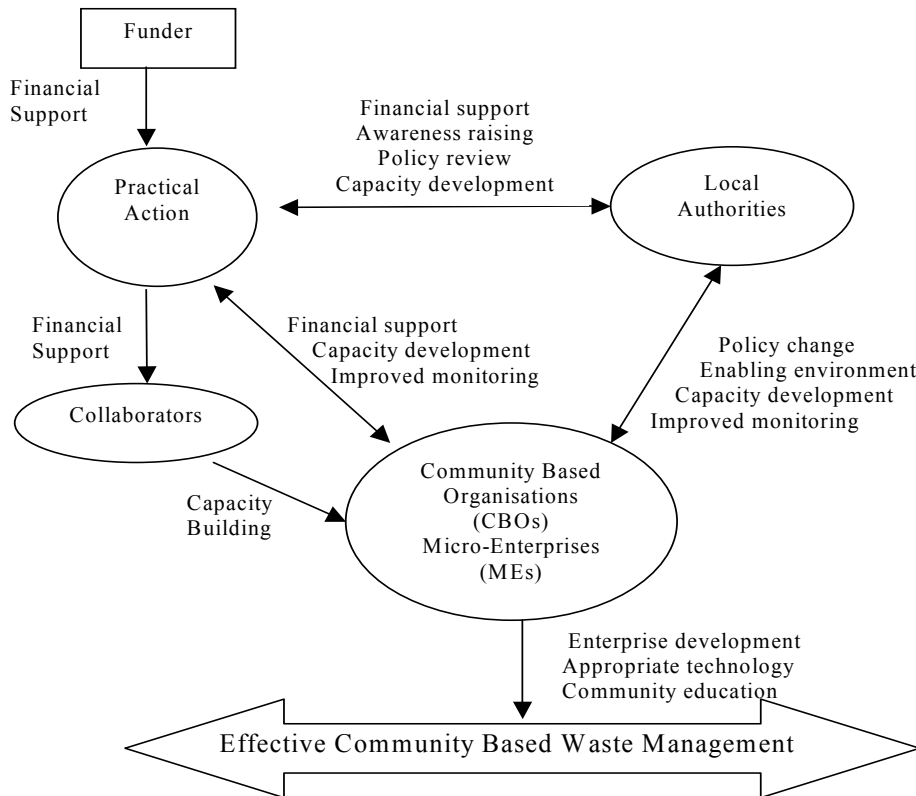 Funder
Financial
Support
Financial support
Awareness raising
Policy review
Capacity development
Practical
Action
Local
Authorities
Financial
Support
Financial support
Capacity development
Improved monitoring
Policy change
Enabling environment
Capacity development
Improved monitoring
Collaborators
Capacity
Building
Community Based
Organisations
(CBOs)
Micro-Enterprises
(MEs)
Enterprise development
Appropriate technology
Community education
Effective Community Based Waste Management